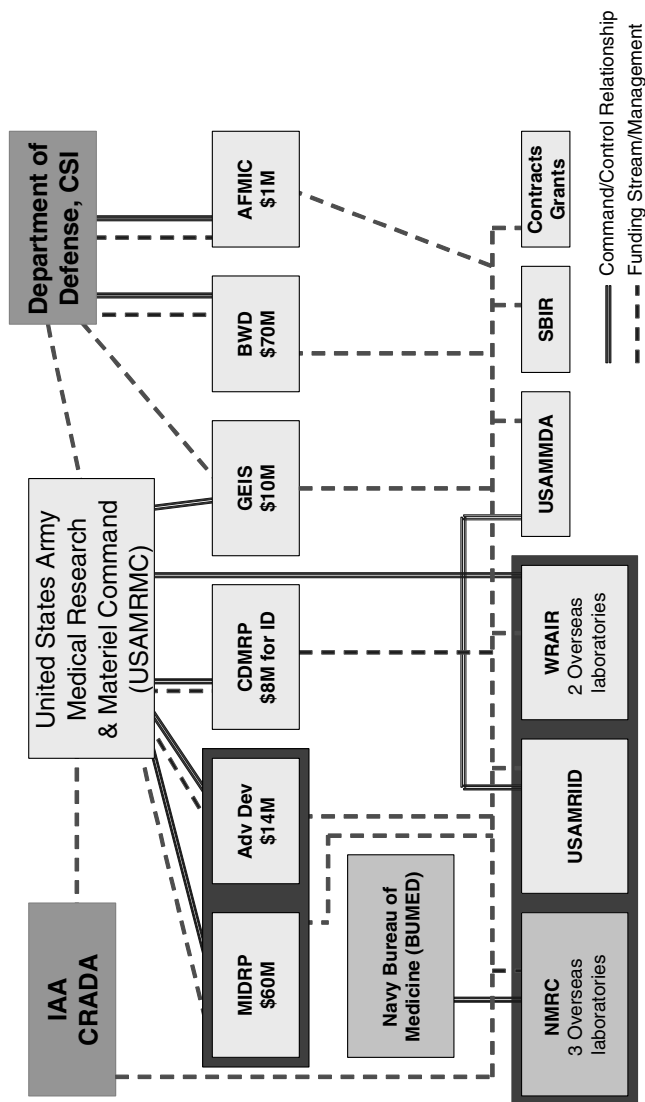 IAA
CRADA
United States Army
Medical Research
& Materiel Command
(USAMRMC)
Department of
Defense, CSI
MIDRP
$60M
Adv Dev
$14M
CDMRP
$8M for ID
GEIS
$10M
BWD
$70M
AFMIC
$1M
Navy Bureau of
Medicine (BUMED)
NMRC
3 Overseas
laboratories
USAMRIID
WRAIR
2 Overseas
laboratories
USAMMDA
SBIR
Contracts
Grants
Command/Control Relationship
Funding Stream/Management